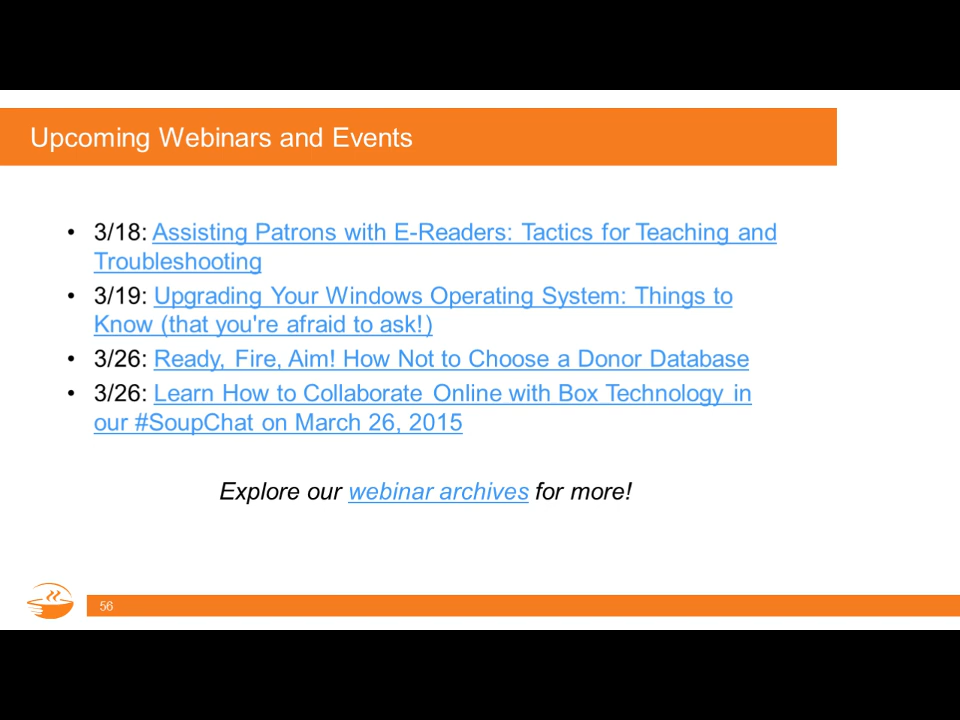 Upcoming Webinars and Events
• 3/18: Assisting Patrons with E-Readers: Tactics for Teaching and
Troubleshooting
• 3/19: Upgrading Your Windows Operating System: Things to
Know (that you're afraid to ask!)
• 3/26: Ready, Fire, Aim! How Not to Choose a Donor Database
• 3/26: Learn How to Collaborate Online with Box Technology in
our #SoupChat on March 26, 2015
Explore our webinar archives for more!
56